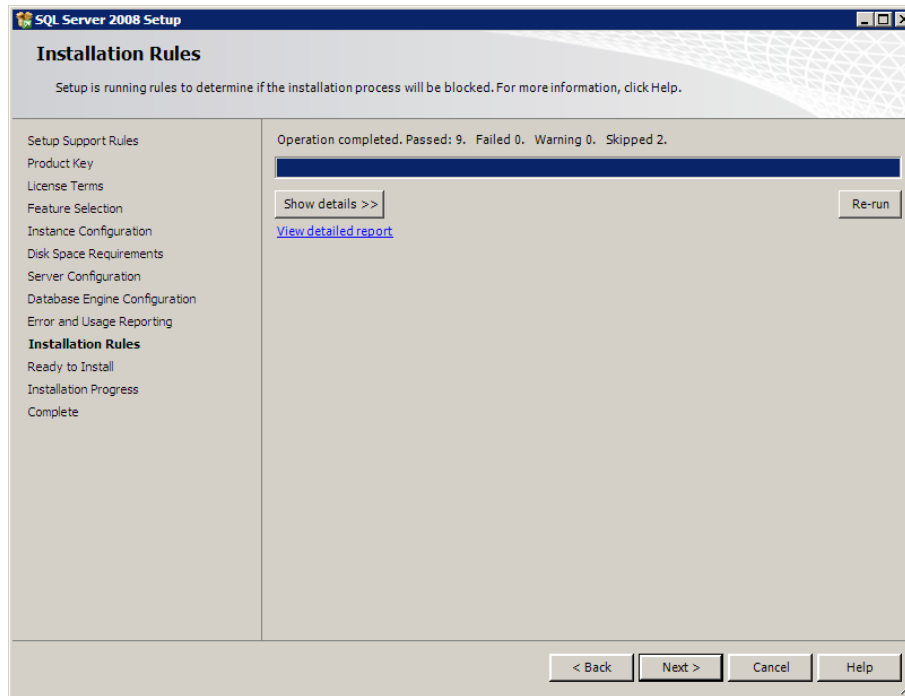 SQL Server 2008 Setup
Installation Rules
Setup is running rules to determine if the installation process will be blocked. For more information, click Help.
Setup Support Rules
Product Key
License Terms
Feature Selection
Instance Configuration
Disk Space Requirements
Server Configuration
Database Engine Configuration
Error and Usage Reporting
Installation Rules
Ready to Install
Installation Progress
Complete
Operation completed. Passed: 9. Failed 0. Warning 0. Skipped 2.
Show details >>
Re-run
View detailed report
< Back
Next >
Cancel
Help